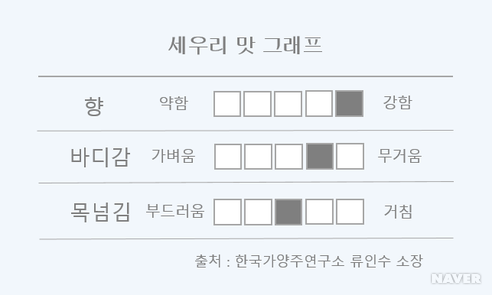 세우리 맛 그래프
향 약함 강함
바디감 가벼움 무거움
목넘김 부드러움 거침
출처 : 한국가양주연구소 류인수 소장
NAVER